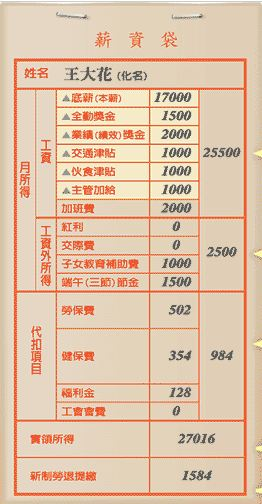 薪資袋
姓名 王大花 (化名)
月所得
工資
▲底薪(本薪) 17000
▲全勤獎金 1500
▲業績(績效)獎金 2000
▲交通津貼 1000
▲伙食津貼 1000
▲主管加給 1000
加班費 2000
25500
工資外所得
紅利 0
交際費 0
子女教育補助費 1000
端午(三節)節金 1500
2500
代扣項目
勞保費 502
健保費 354
福利金 128
工會會費 0
984
實領所得 27016
新制勞退提繳 1584